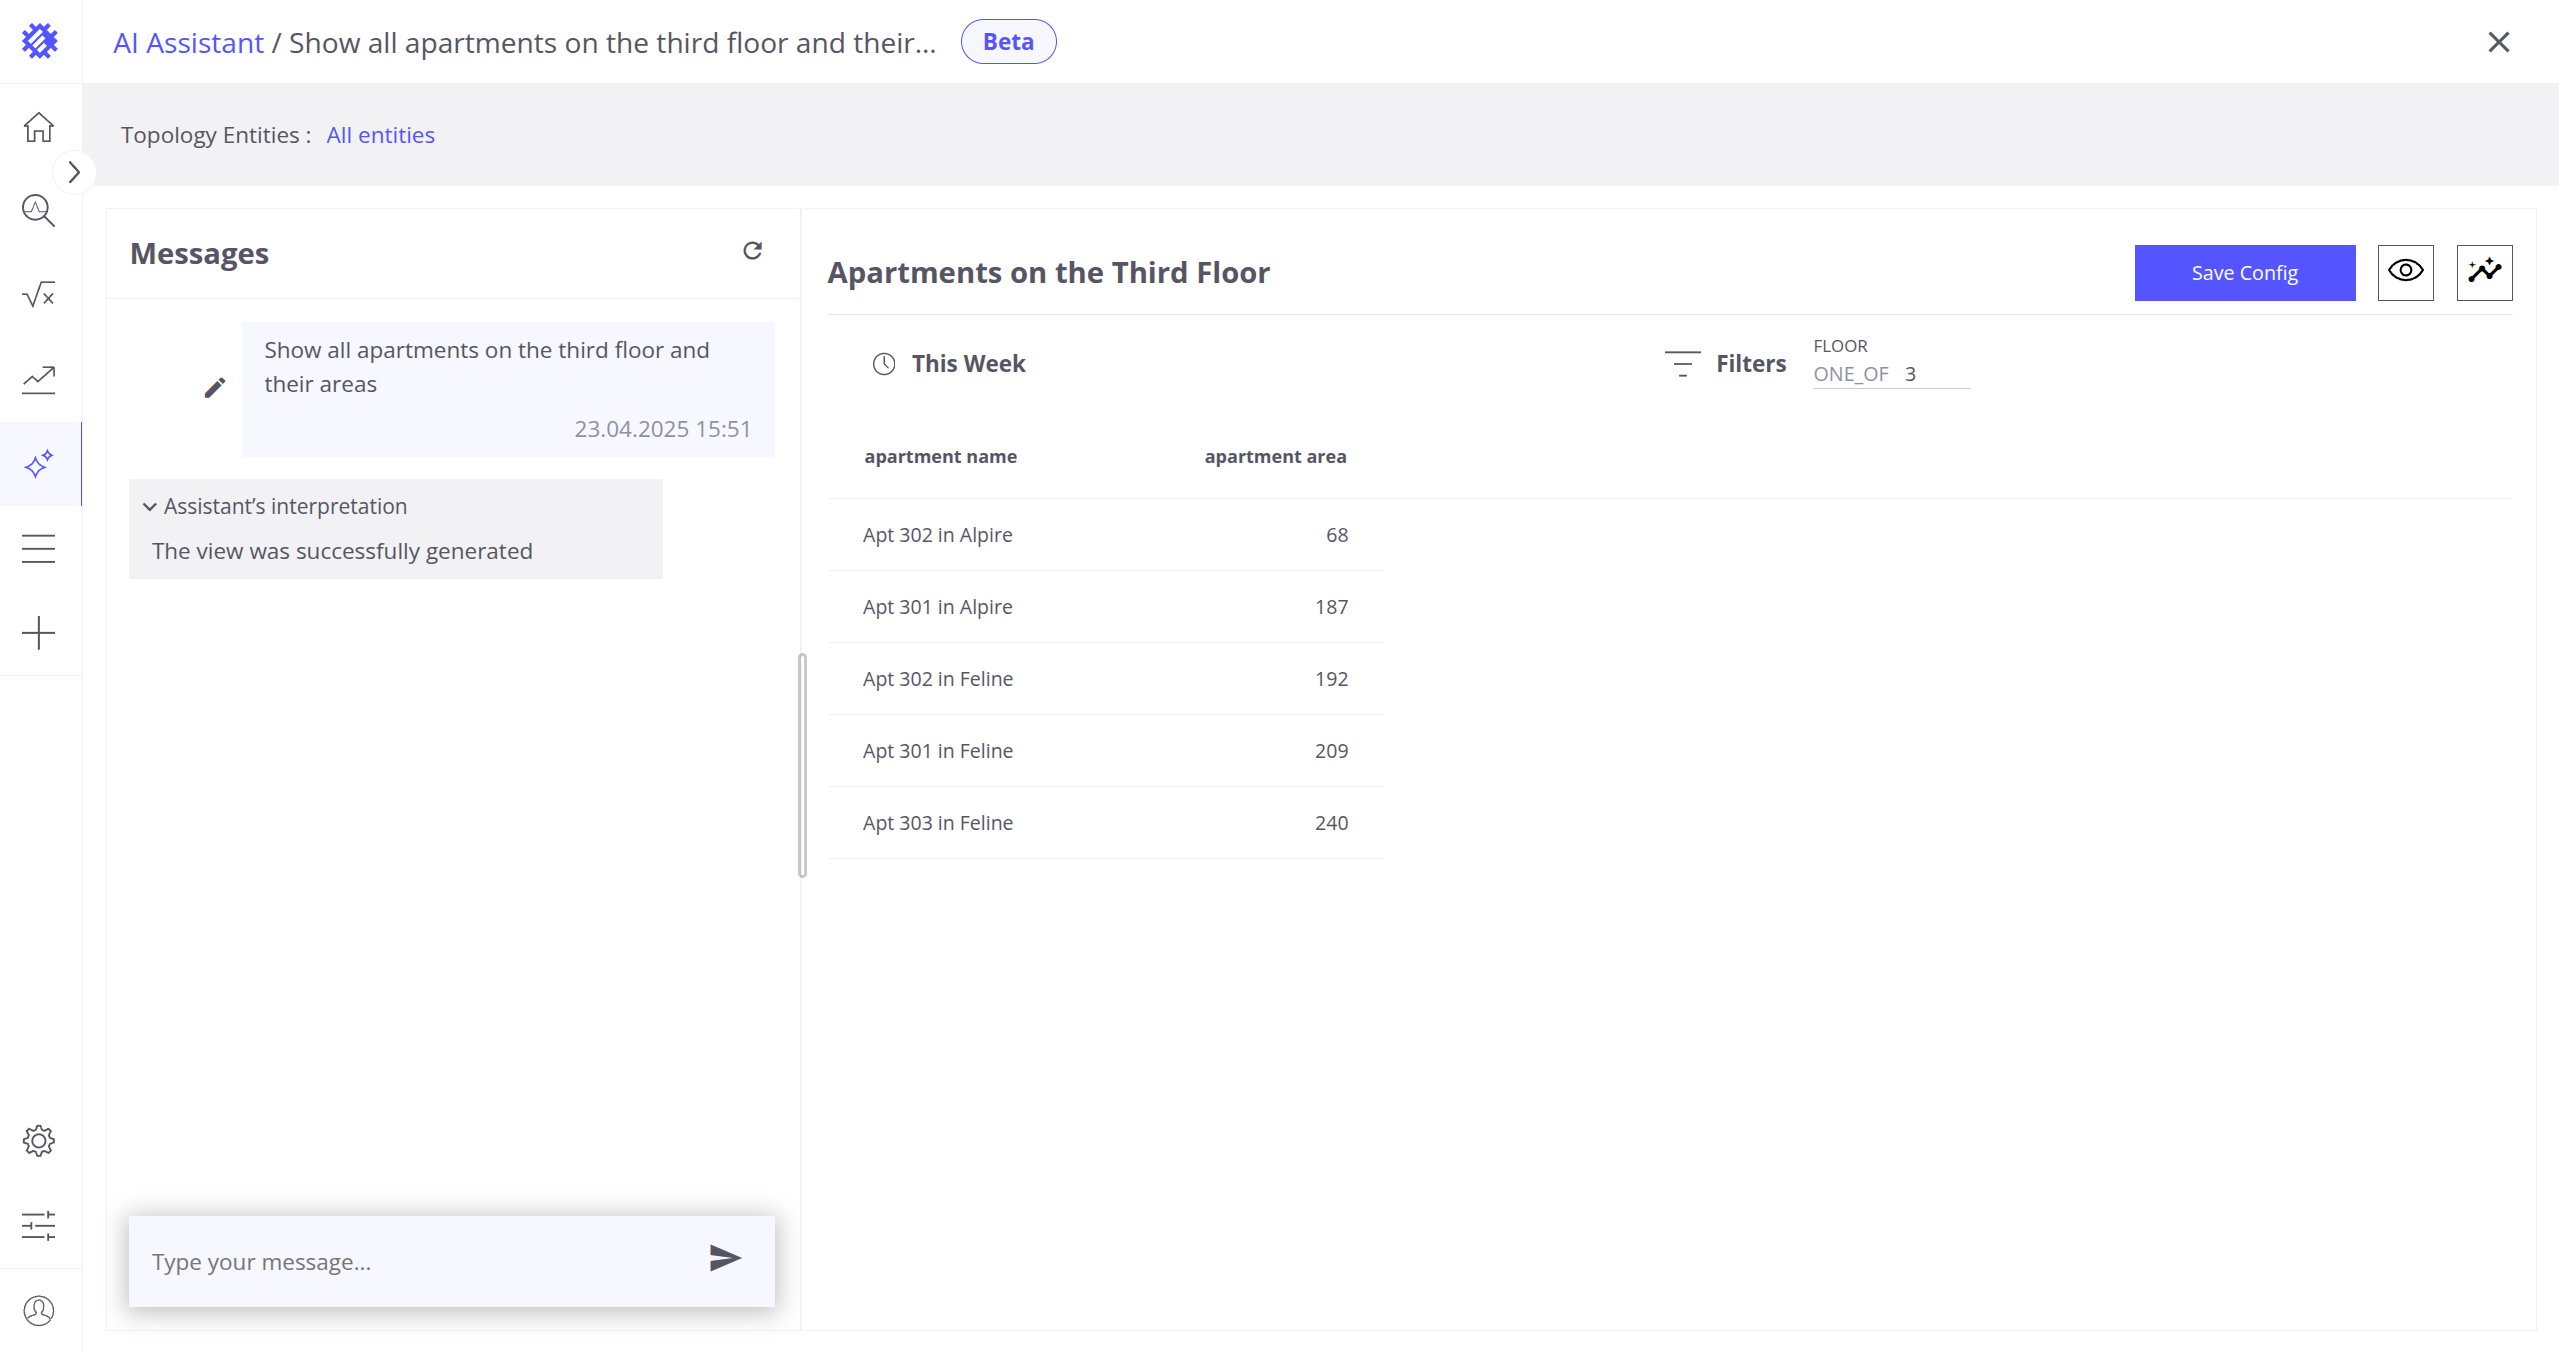 AI Assistant / Show all apartments on the third floor and their...
Beta
Topology Entities : All entities
Messages
Show all apartments on the third floor and
their areas
23.04.2025 15:51
Assistant’s interpretation
The view was successfully generated
Type your message...
Apartments on the Third Floor
Save Config
This Week
Filters
FLOOR
ONE_OF 3
apartment name apartment area
Apt 302 in Alpire 68
Apt 301 in Alpire 187
Apt 302 in Feline 192
Apt 301 in Feline 209
Apt 303 in Feline 240